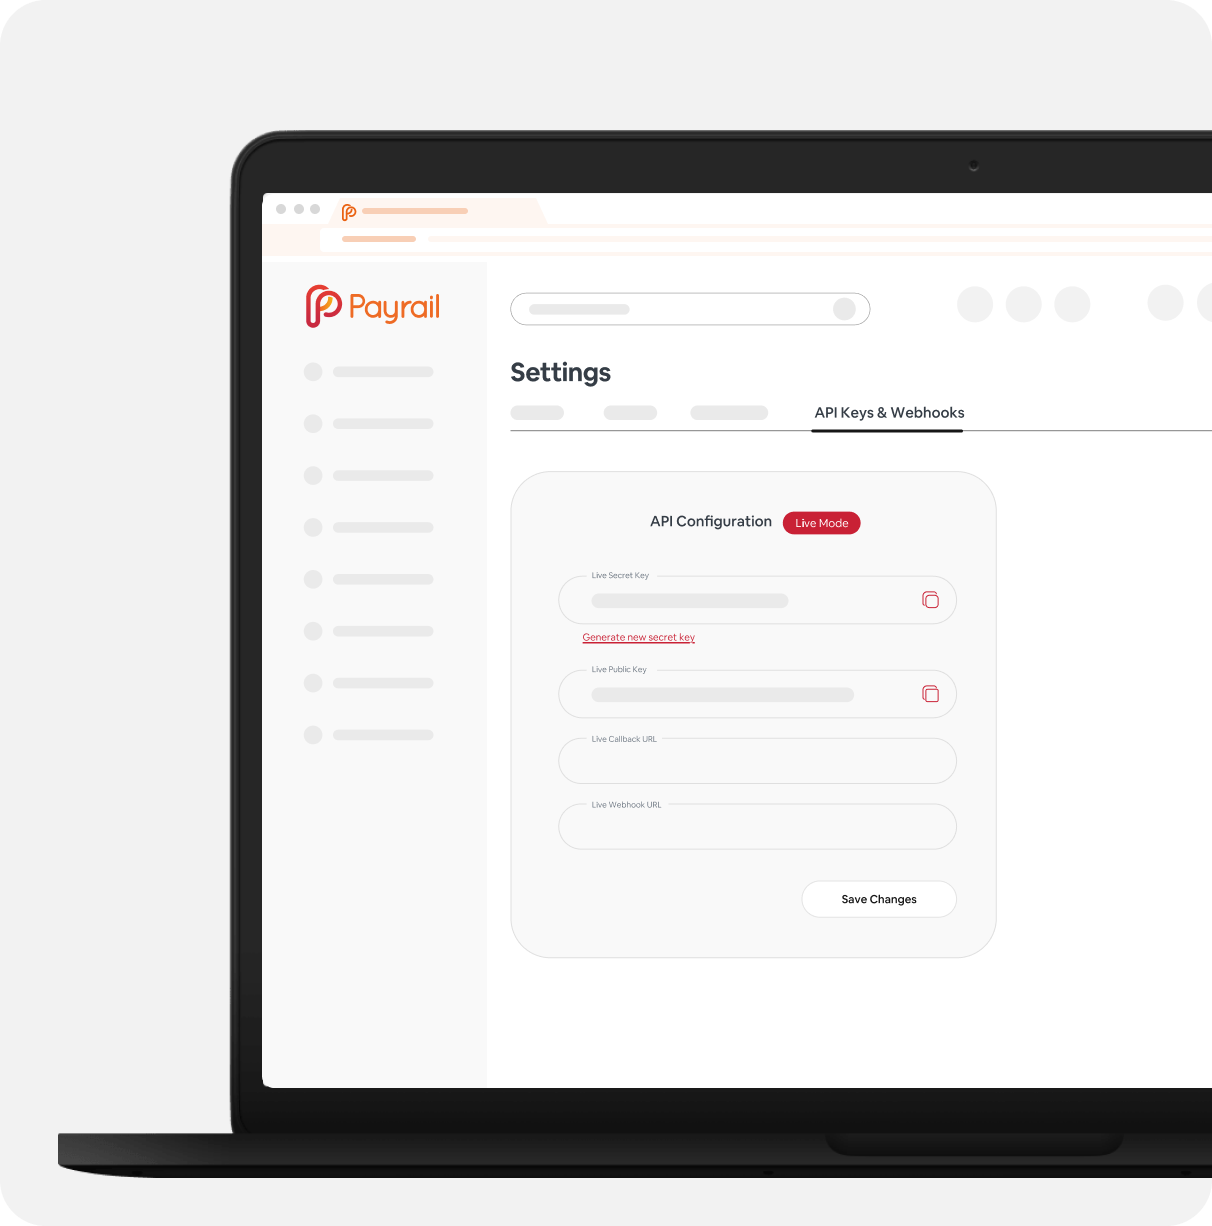 Payrail
Settings
API Keys & Webhooks
API Configuration
Live Mode
Live Secret Key
Generate new secret key
Live Public Key
Live Callback URL
Live Webhook URL
Save Changes